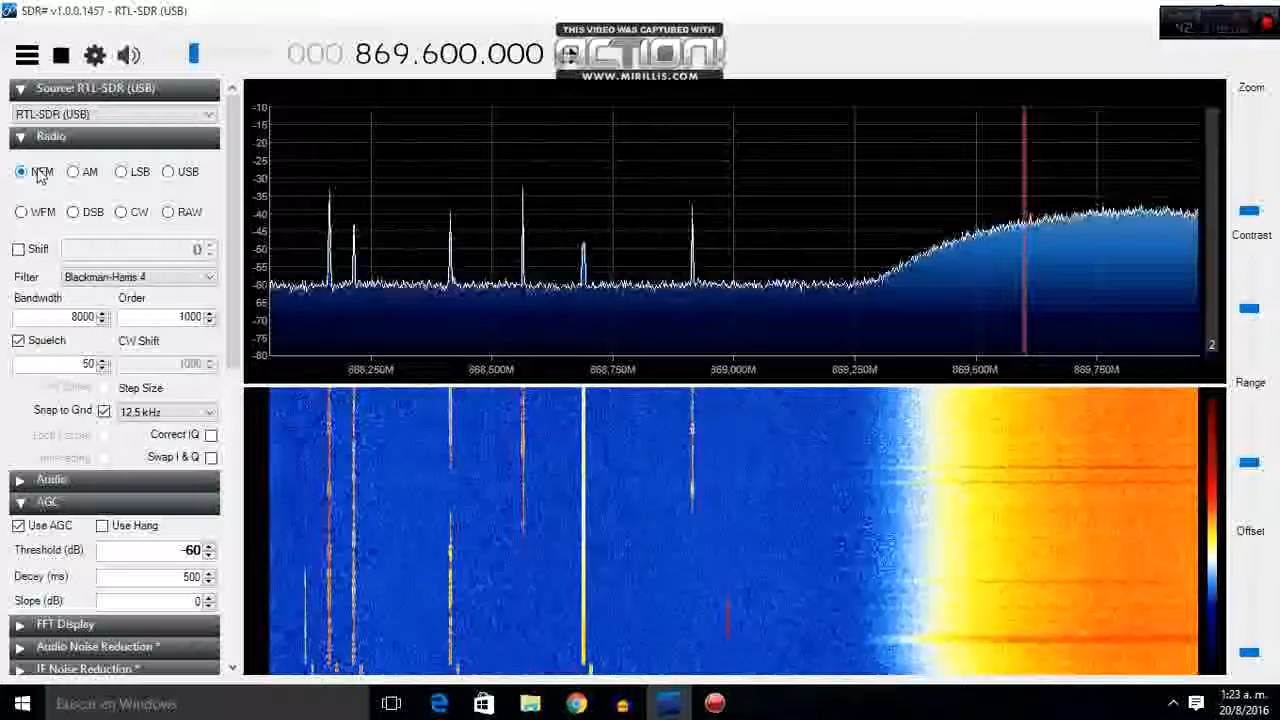 SDR# v1.0.0.1457 - RTL-SDR (USB)
THIS VIDEO WAS CAPTURED WITH
ACTION!
WWW.MIRILLIS.COM
000 869.600.000
Source: RTL-SDR (USB)
RTL-SDR (USB)
Radio
NFM AM LSB USB
WFM DSB CW RAW
Shift 0
Filter Blackman-Harris 4
Bandwidth Order
8000 1000
Squelch CW Shift
50 1000
Step Size
Snap to Grid 12.5 kHz
Correct IQ
Swap I & Q
Audio
AGC
Use AGC Use Hang
Threshold (dB) -60
Decay (ms) 500
Slope (dB) 0
FFT Display
Audio Noise Reduction *
IF Noise Reduction *
-10
-15
-20
-25
-30
-35
-40
-45
-50
-55
-60
65
-70
-75
-80
2
868,250M 868,500M 868,750M 869,000M 869,250M 869,500M 869,750M
Zoom
Contrast
Range
Offset
42
Buscar en Windows
1:23 a. m.
20/8/2016